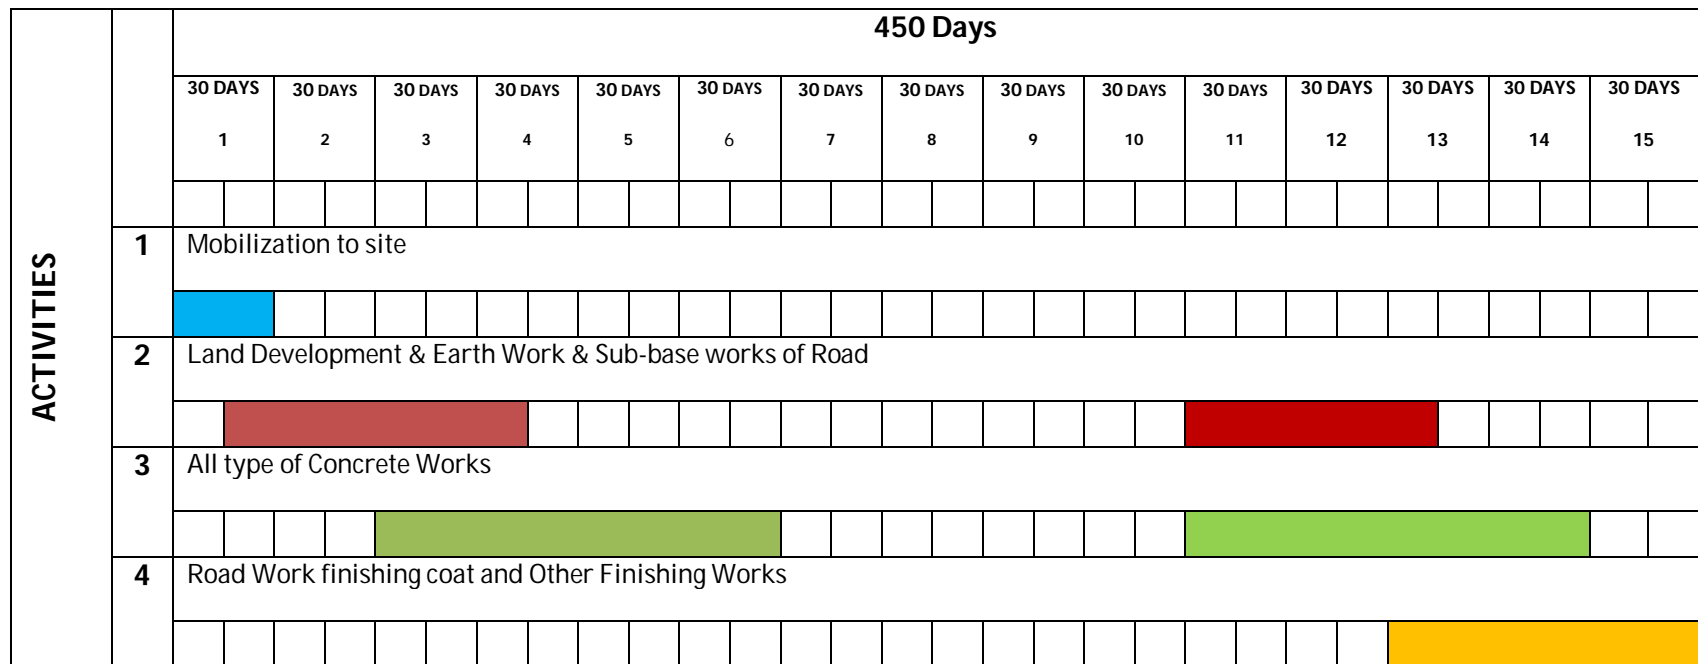 450 Days
30 DAYS 30 DAYS 30 DAYS 30 DAYS 30 DAYS 30 DAYS 30 DAYS 30 DAYS 30 DAYS 30 DAYS 30 DAYS 30 DAYS 30 DAYS 30 DAYS 30 DAYS
1 2 3 4 5 6 7 8 9 10 11 12 13 14 15
ACTIVITIES
1 Mobilization to site
2 Land Development & Earth Work & Sub-base works of Road
3 All type of Concrete Works
4 Road Work finishing coat and Other Finishing Works